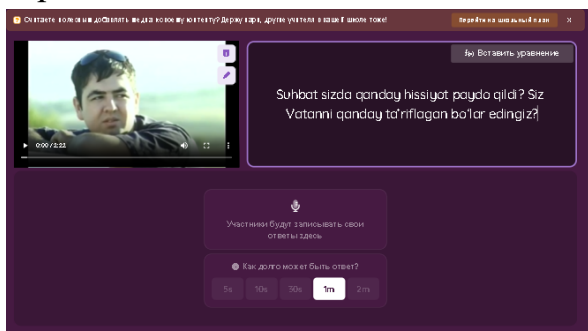 Считаете полезным добавлять медиа к своему контенту? Держу пари, другие учителя в вашей школе тоже!
Перейти на школьный план
×
fx Вставить уравнение
Suhbat sizda qanday hissiyot paydo qildi? Siz
Vatanni qanday ta'riflagan bo'lar edingiz?
0:00 / 2:22
Участники будут записывать свои
ответы здесь
Как долго может быть ответ?
5s 10s 30s 1m 2m